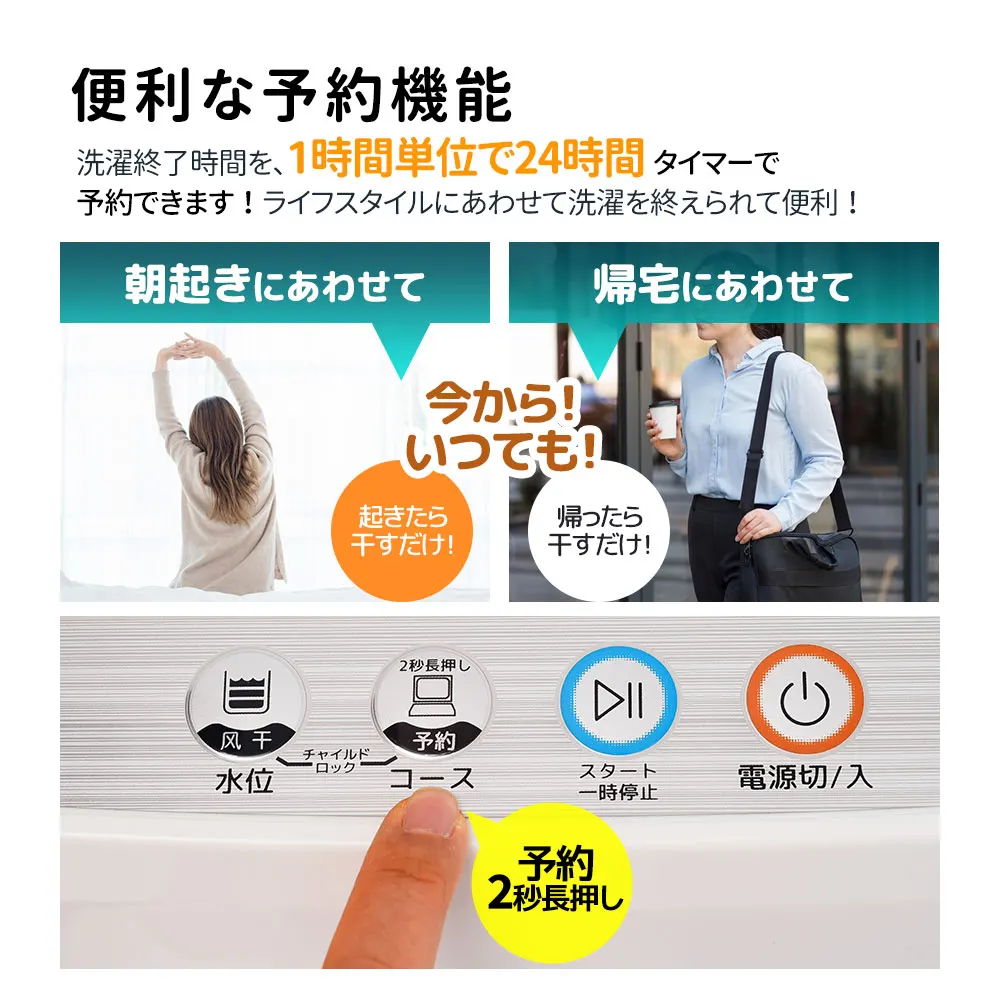 便利な予約機能
洗濯終了時間を、1時間単位で24時間 タイマーで
予約できます！ライフスタイルにあわせて洗濯を終えられて便利！
朝起きにあわせて
帰宅にあわせて
今から!
いつでも!
起きたら
干すだけ!
帰ったら
干すだけ!
2秒長押し
风干
予約
チャイルド
ロック
水位
コース
スタート
一時停止
電源切/入
予約
2秒長押し